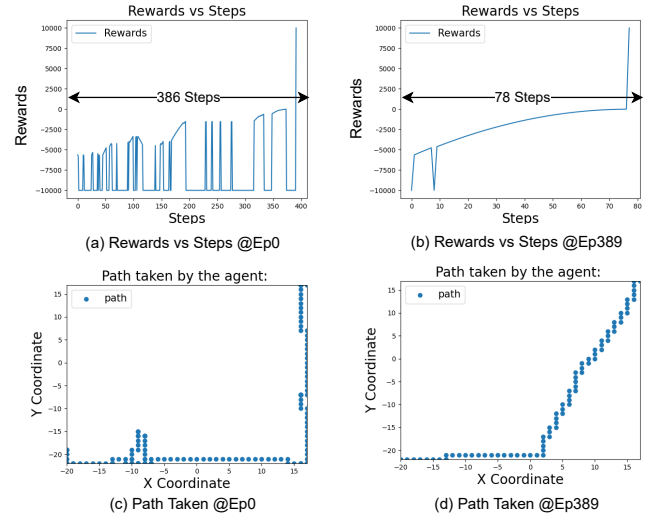 Rewards vs Steps
Rewards
10000
7500
5000
2500
0
−2500
−5000
−7500
−10000
386 Steps
Rewards
0 50 100 150 200 250 300 350 400
Steps
(a) Rewards vs Steps @Ep0
Rewards vs Steps
Rewards
10000
7500
5000
2500
0
−2500
−5000
−7500
−10000
78 Steps
Rewards
0 10 20 30 40 50 60 70 80
Steps
(b) Rewards vs Steps @Ep389
Path taken by the agent:
path
15
10
5
0
−5
−10
−15
−20
Y Coordinate
−20 −15 −10 −5 0 5 10 15
X Coordinate
(c) Path Taken @Ep0
Path taken by the agent:
path
15
10
5
0
−5
−10
−15
−20
Y Coordinate
−20 −15 −10 −5 0 5 10 15
X Coordinate
(d) Path Taken @Ep389